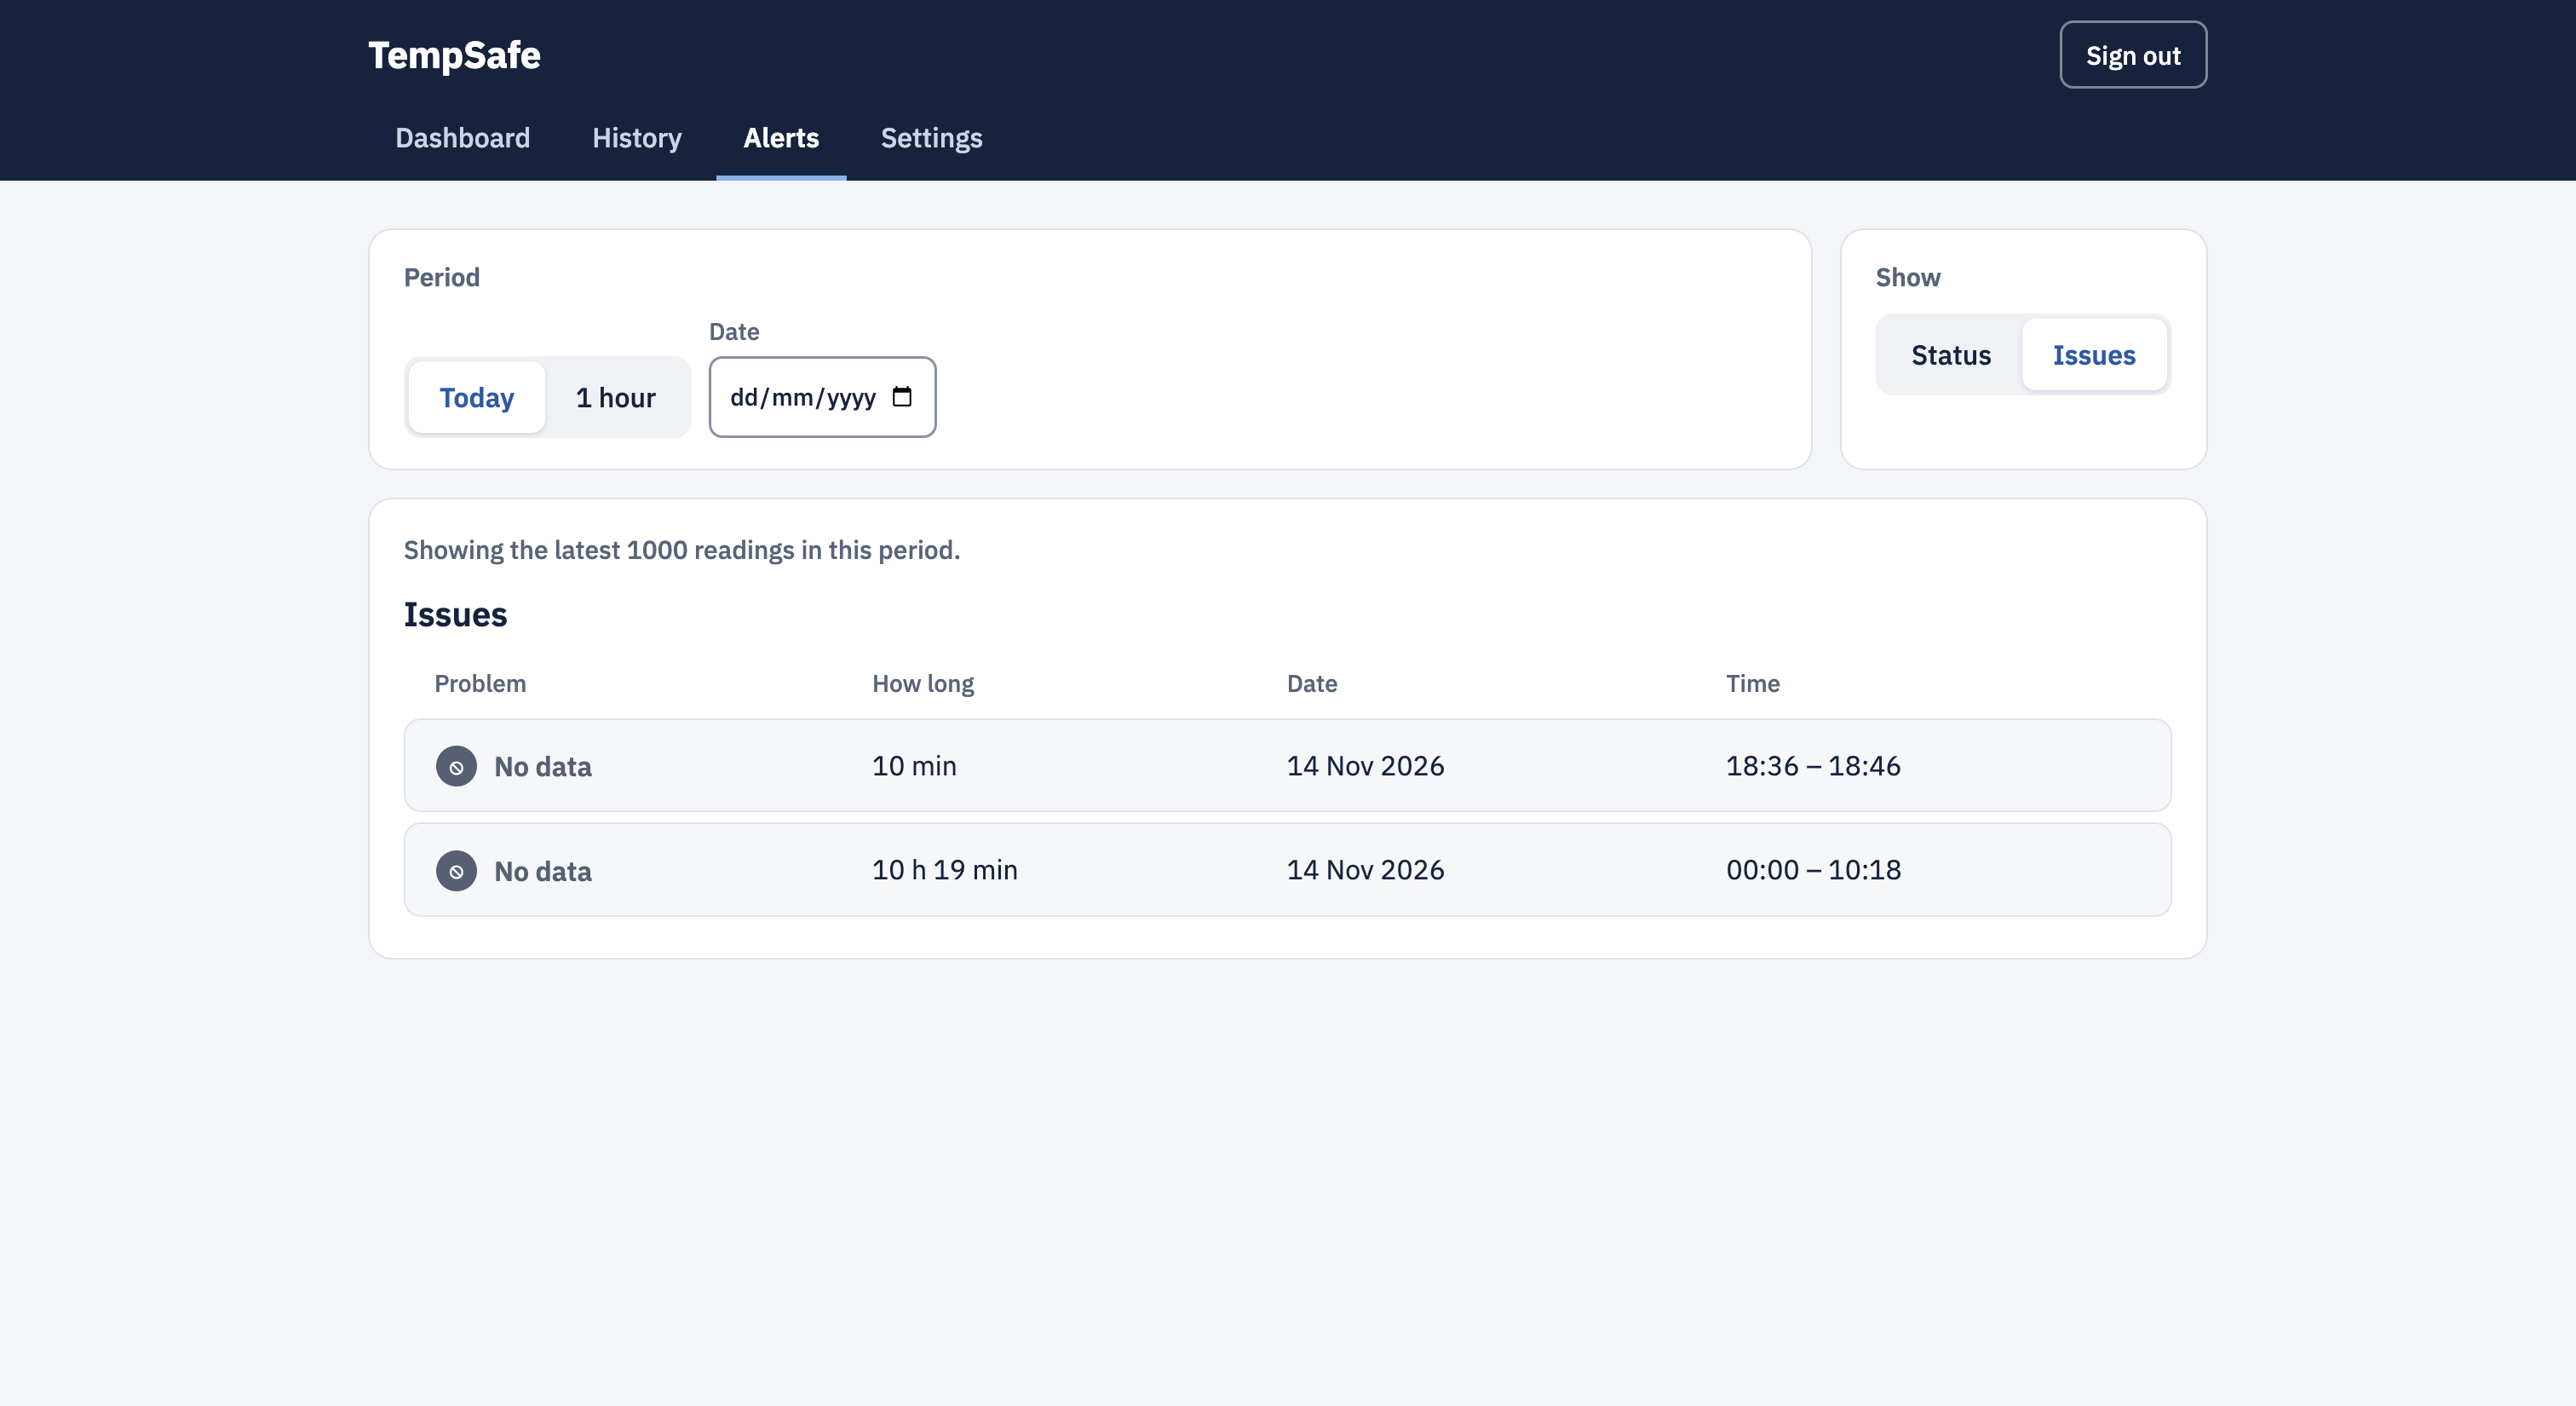 TempSafe
Sign out
Dashboard History Alerts Settings
Period
Date
Today 1 hour dd/mm/yyyy
Show
Status Issues
Showing the latest 1000 readings in this period.
Issues
Problem How long Date Time
No data 10 min 14 Nov 2026 18:36 – 18:46
No data 10 h 19 min 14 Nov 2026 00:00 – 10:18